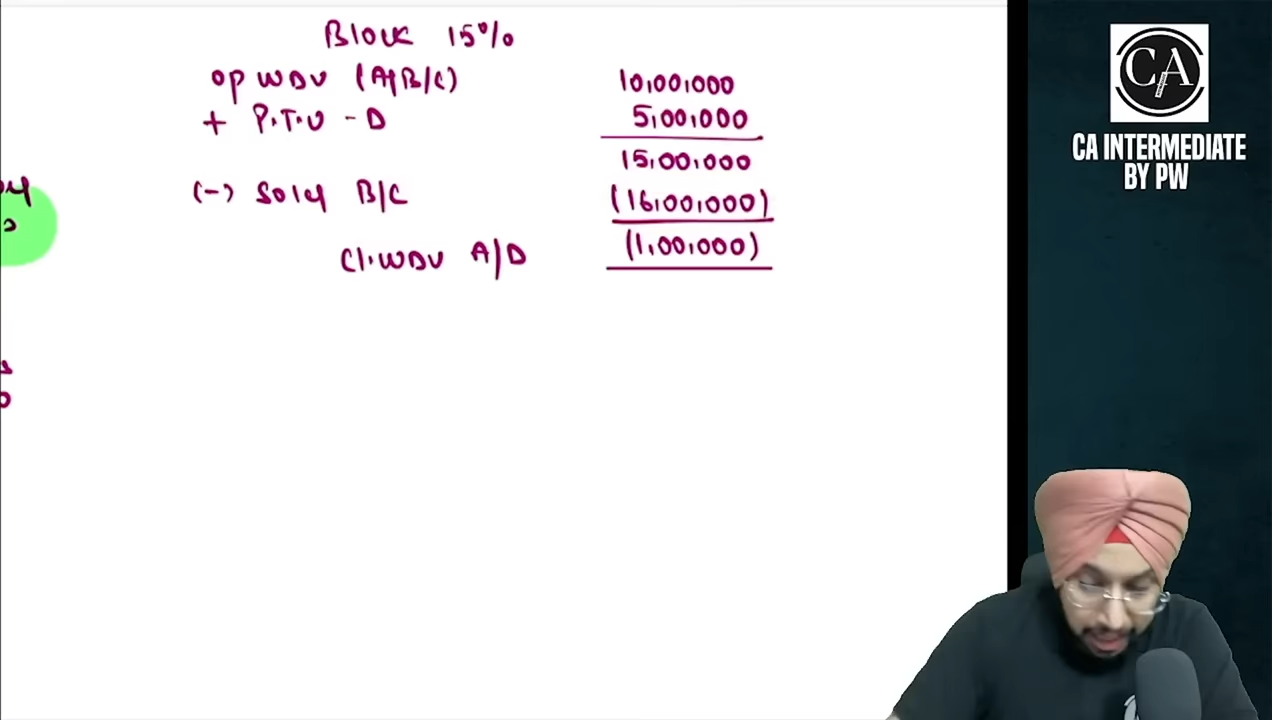 Block 15%
op WDV (A/B/C) 10,00,000
+ P.T.U - D 5,00,000
15,00,000
(-) Sold B/C (16,00,000)
Cl.WDV A/D (1,00,000)
CA
CA INTERMEDIATE
BY PW